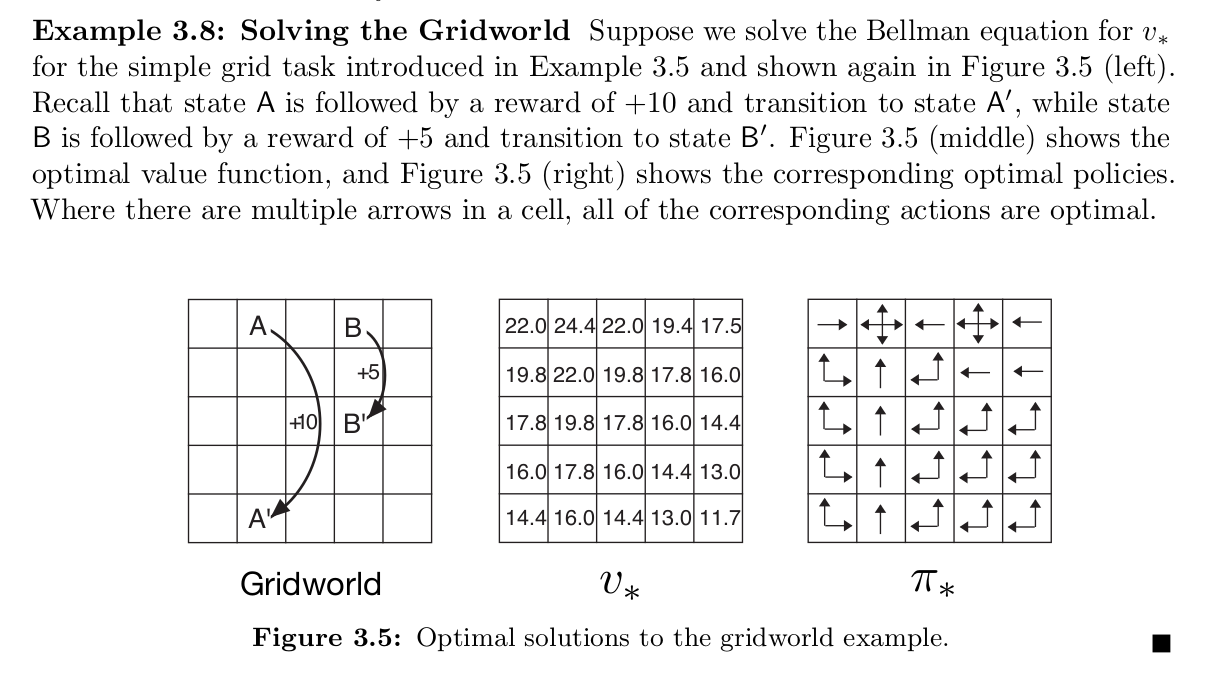 Example 3.8: Solving the Gridworld Suppose we solve the Bellman equation for v∗
for the simple grid task introduced in Example 3.5 and shown again in Figure 3.5 (left).
Recall that state A is followed by a reward of +10 and transition to state A′, while state
B is followed by a reward of +5 and transition to state B′. Figure 3.5 (middle) shows the
optimal value function, and Figure 3.5 (right) shows the corresponding optimal policies.
Where there are multiple arrows in a cell, all of the corresponding actions are optimal.
A B
+5
+10 B'
A'
Gridworld
22.0 24.4 22.0 19.4 17.5
19.8 22.0 19.8 17.8 16.0
17.8 19.8 17.8 16.0 14.4
16.0 17.8 16.0 14.4 13.0
14.4 16.0 14.4 13.0 11.7
v∗
π∗
Figure 3.5: Optimal solutions to the gridworld example.